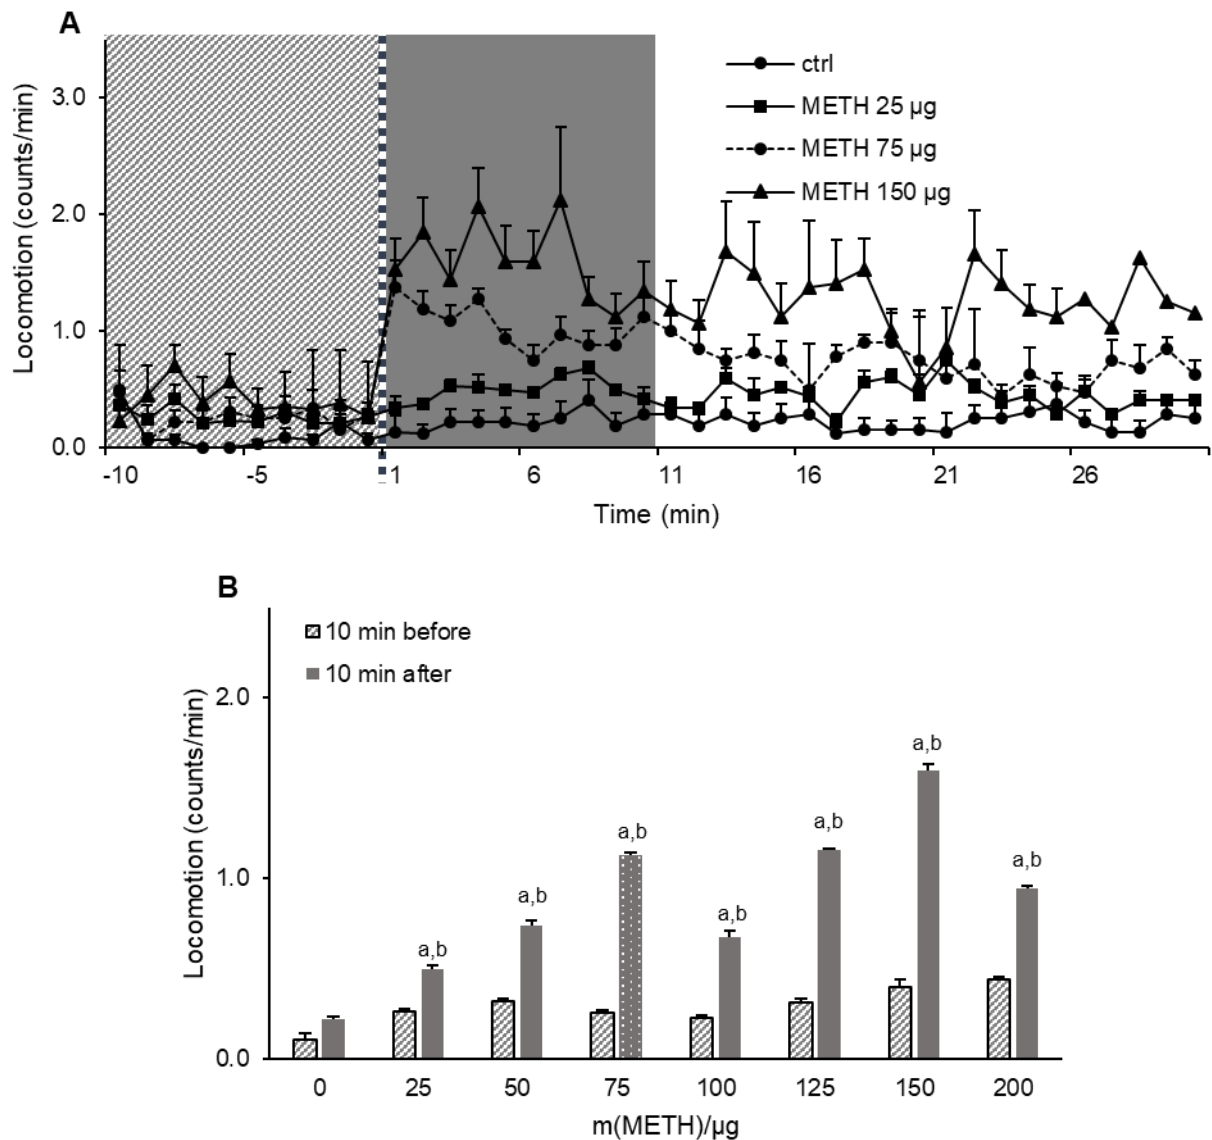 A
Locomotion (counts/min)
3.0
2.0
1.0
0.0
ctrl
METH 25 µg
METH 75 µg
METH 150 µg
-10 -5 1 6 11 16 21 26
Time (min)
B
10 min before
10 min after
Locomotion (counts/min)
2.0
1.0
0.0
a,b
a,b
a,b
a,b
a,b
a,b
a,b
0 25 50 75 100 125 150 200
m(METH)/µg